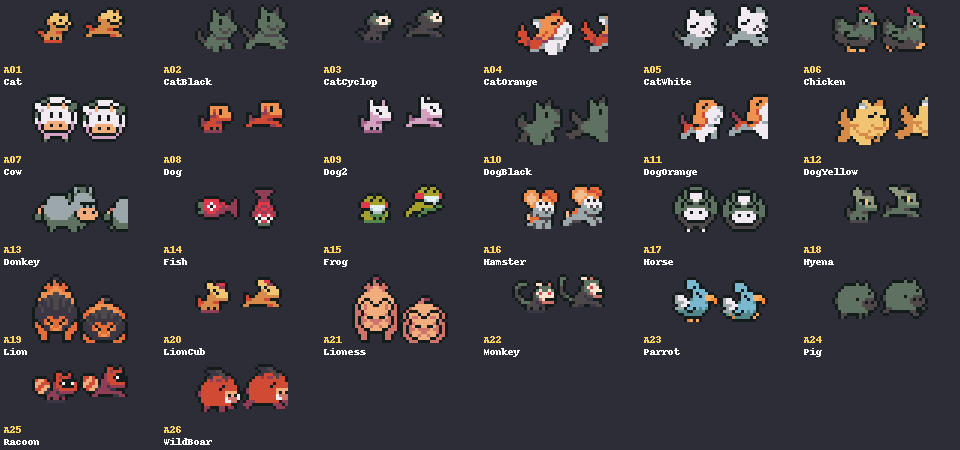 A01 A02 A03 A04 A05 A06
Cat CatBlack CatCyclop CatOrange CatWhite Chicken
A07 A08 A09 A10 A11 A12
Cow Dog Dog2 DogBlack DogOrange DogYellow
A13 A14 A15 A16 A17 A18
Donkey Fish Frog Hamster Horse Hyena
A19 A20 A21 A22 A23 A24
Lion LionCub Lioness Monkey Parrot Pig
A25 A26
Racoon WildBoar